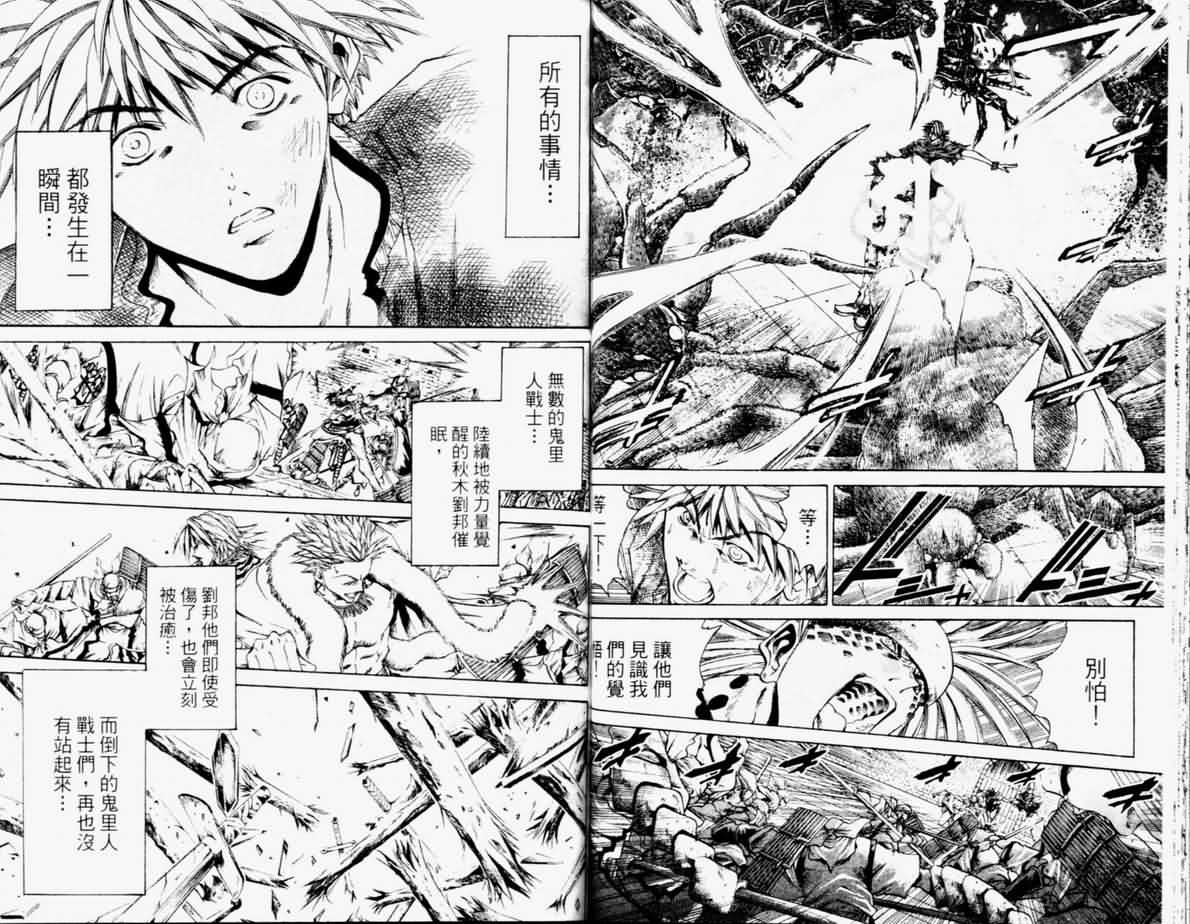 等…
等一下！
別怕！
讓他們
見識我
們的覺
悟！
所有的事情…
都發生在一
瞬間…
無數的鬼里
人戰士…
陸續地被力量覺
醒的秋木劉邦催
眠，
劉邦他們即使受
傷了，也會立刻
被治癒…
而倒下的鬼里人
戰士們，再也沒
有站起來…